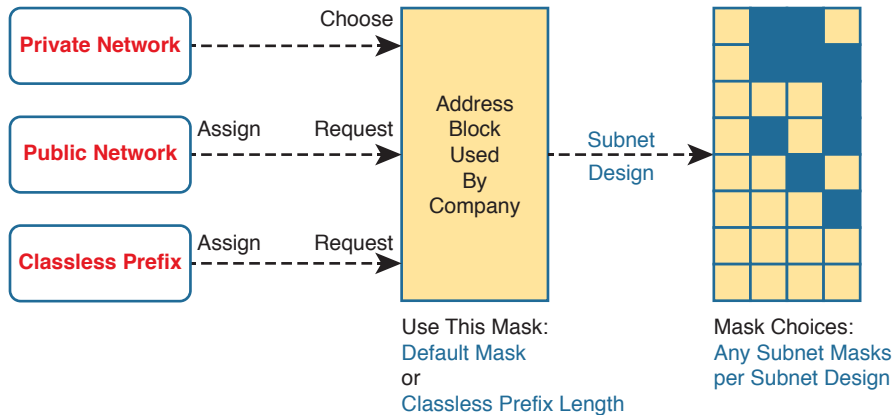 Private Network
Choose
Public Network
Assign
Request
Classless Prefix
Assign
Request
Address
Block
Used
By
Company
Subnet
Design
Use This Mask:
Default Mask
or
Classless Prefix Length
Mask Choices:
Any Subnet Masks
per Subnet Design